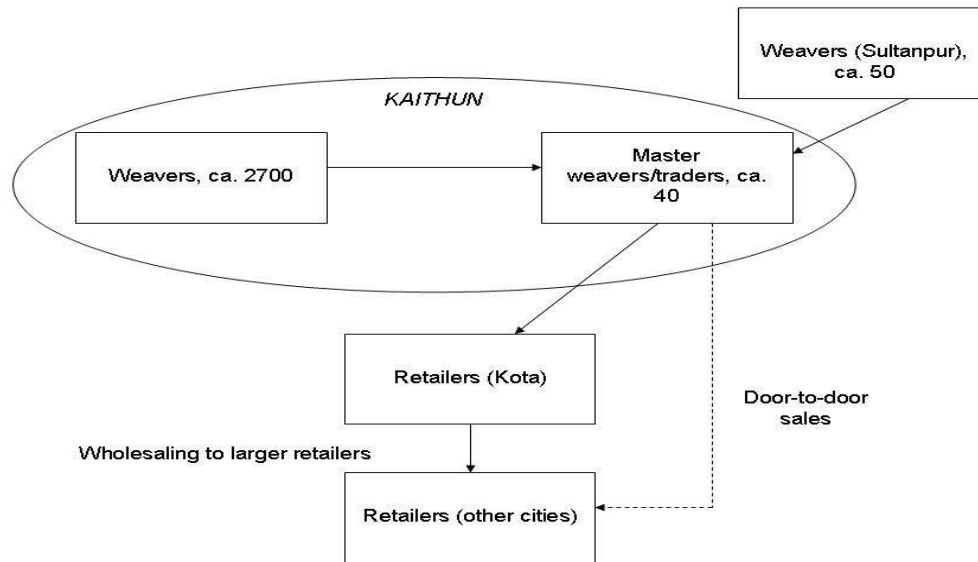 Weavers (Sultanpur),
ca. 50
KAITHUN
Weavers, ca. 2700
Master
weavers/traders, ca.
40
Retailers (Kota)
Door-to-door
sales
Wholesaling to larger retailers
Retailers (other cities)